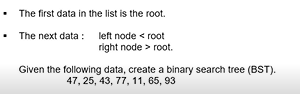 ▪ The first data in the list is the root.
▪ The next data : left node < root
right node > root.
Given the following data, create a binary search tree (BST).
47, 25, 43, 77, 11, 65, 93